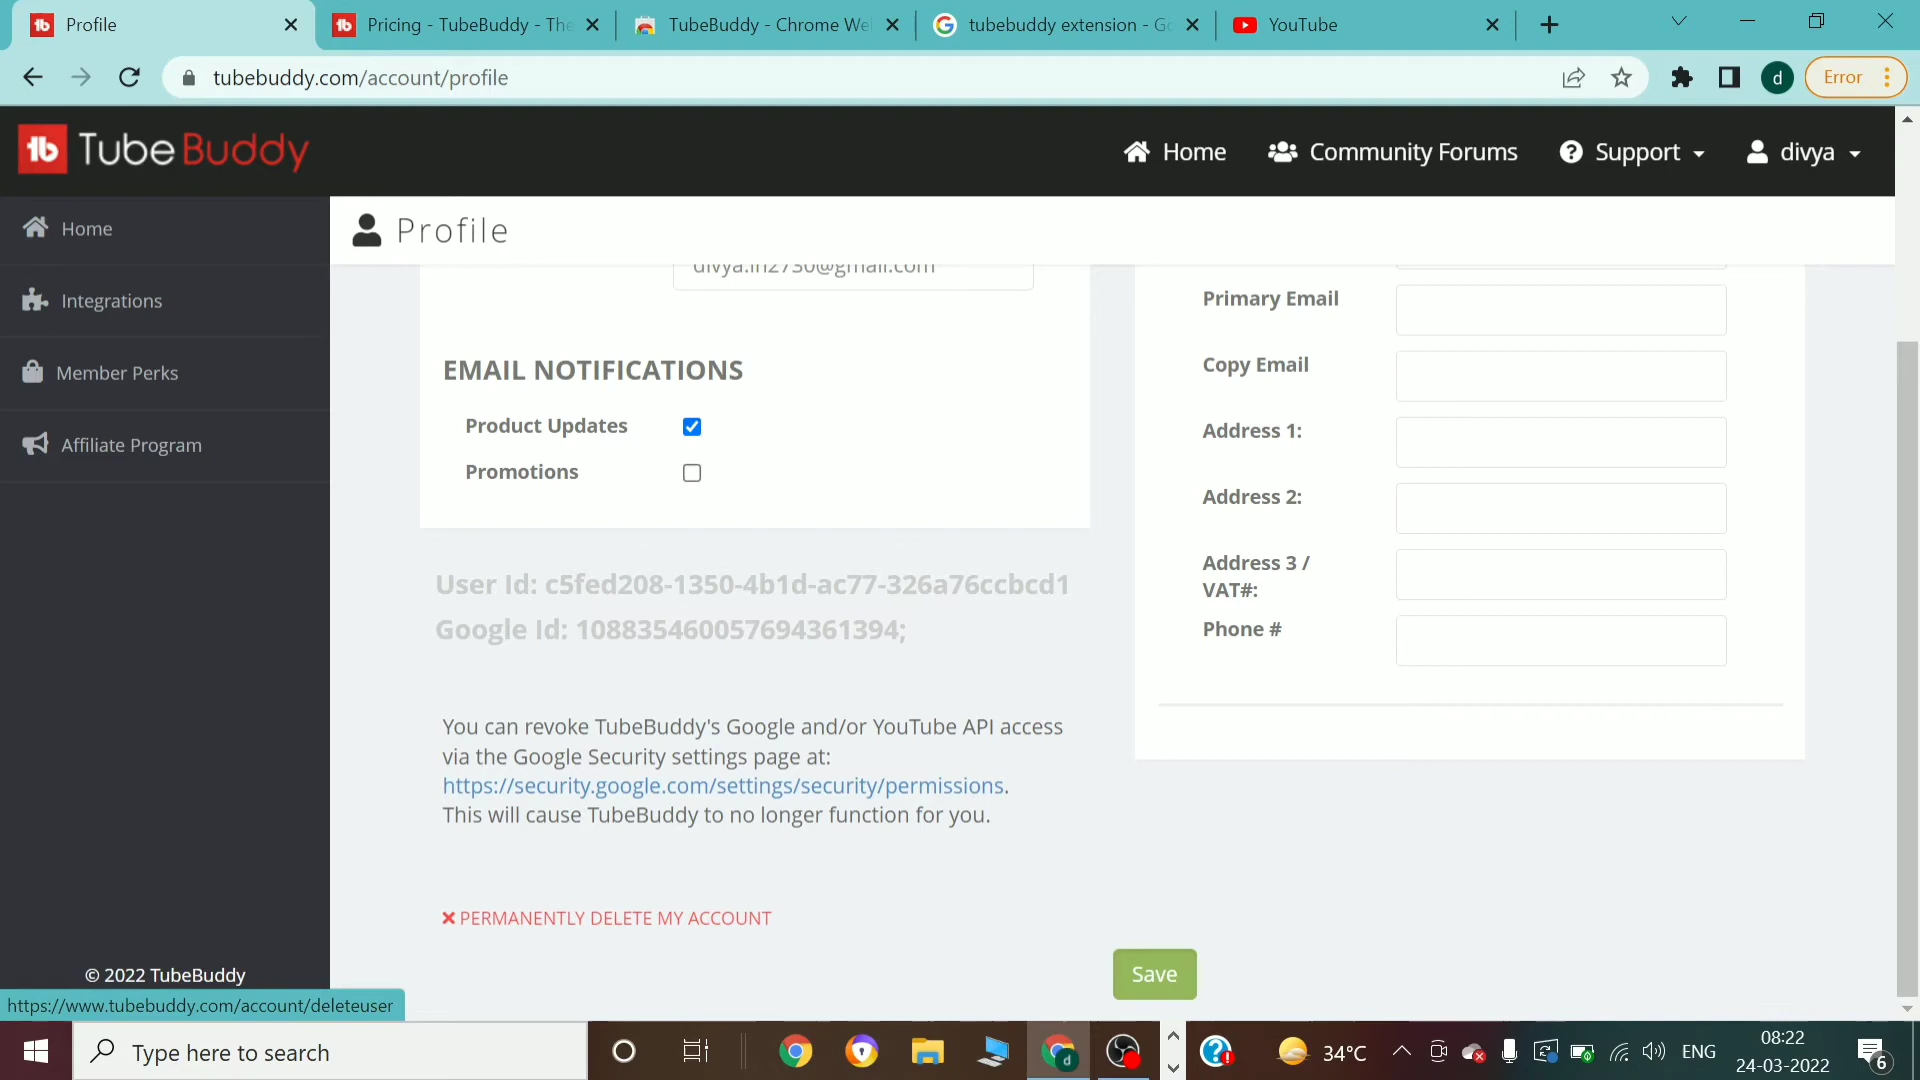 Profile
Pricing - TubeBuddy - The
TubeBuddy - Chrome We
tubebuddy extension - Go
YouTube
tubebuddy.com/account/profile
d
Error
TubeBuddy
Home
Community Forums
Support
divya
Home
Integrations
Member Perks
Affiliate Program
© 2022 TubeBuddy
Profile
EMAIL NOTIFICATIONS
Product Updates
Promotions
User Id: c5fed208-1350-4b1d-ac77-326a76ccbcd1
Google Id: 108835460057694361394;
You can revoke TubeBuddy's Google and/or YouTube API access
via the Google Security settings page at:
https://security.google.com/settings/security/permissions.
This will cause TubeBuddy to no longer function for you.
PERMANENTLY DELETE MY ACCOUNT
Primary Email
Copy Email
Address 1:
Address 2:
Address 3 /
VAT#:
Phone #
Save
https://www.tubebuddy.com/account/deleteuser
Type here to search
34°C
ENG
08:22
24-03-2022
6